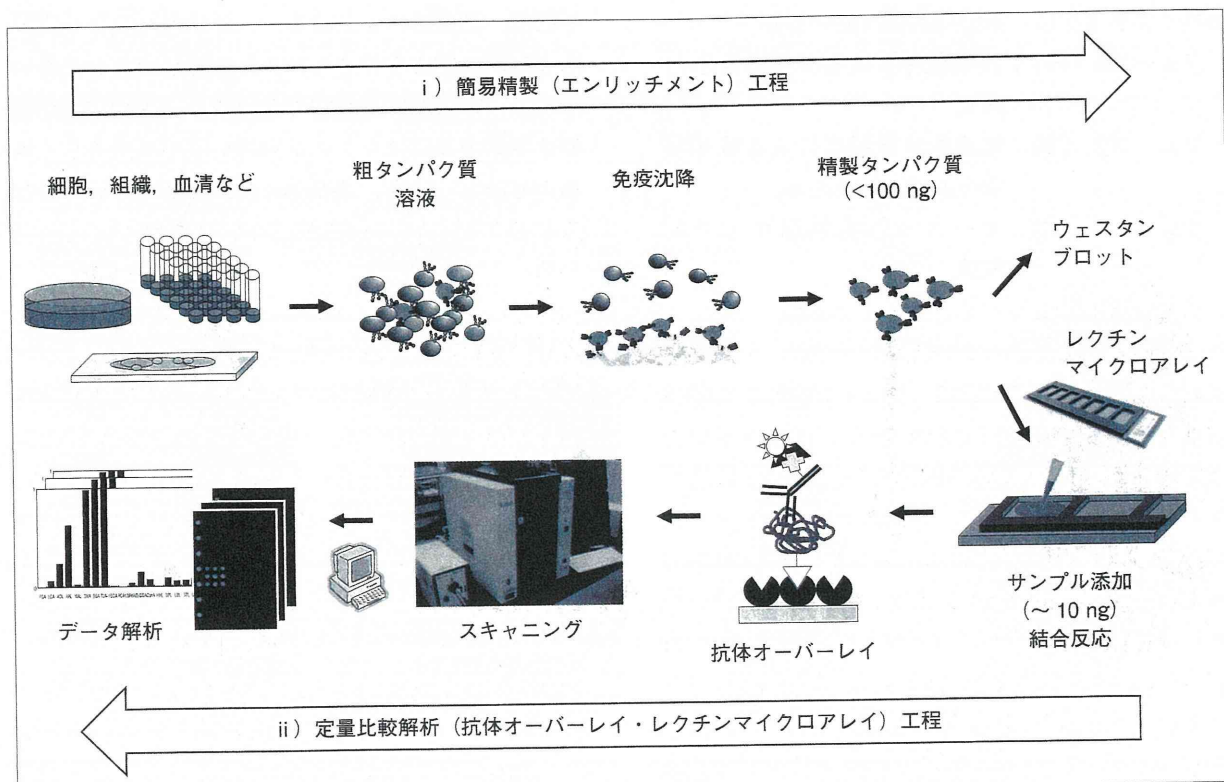 i）簡易精製（エンリッチメント）工程
細胞，組織，血清など
粗タンパク質
溶液
免疫沈降
精製タンパク質
(<100 ng)
ウェスタン
ブロット
レクチン
マイクロアレイ
サンプル添加
(～ 10 ng)
結合反応
抗体オーバーレイ
スキャニング
データ解析
ii）定量比較解析（抗体オーバーレイ・レクチンマイクロアレイ）工程